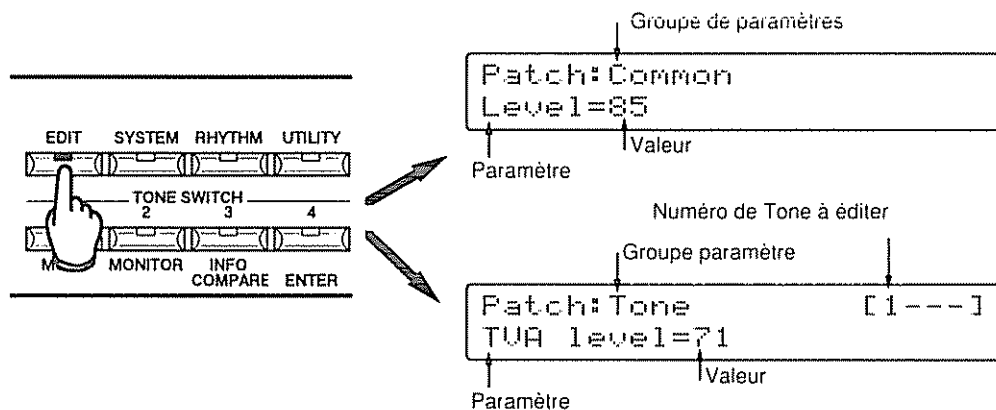 Groupe de paramètres
Patch:Common
Level=85
Paramètre
Valeur
EDIT SYSTEM RHYTHM UTILITY
TONE SWITCH
2 3 4
MONITOR INFO COMPARE ENTER
Numéro de Tone à éditer
Groupe paramètre
Patch:Tone [1---]
TVA level=71
Valeur
Paramètre